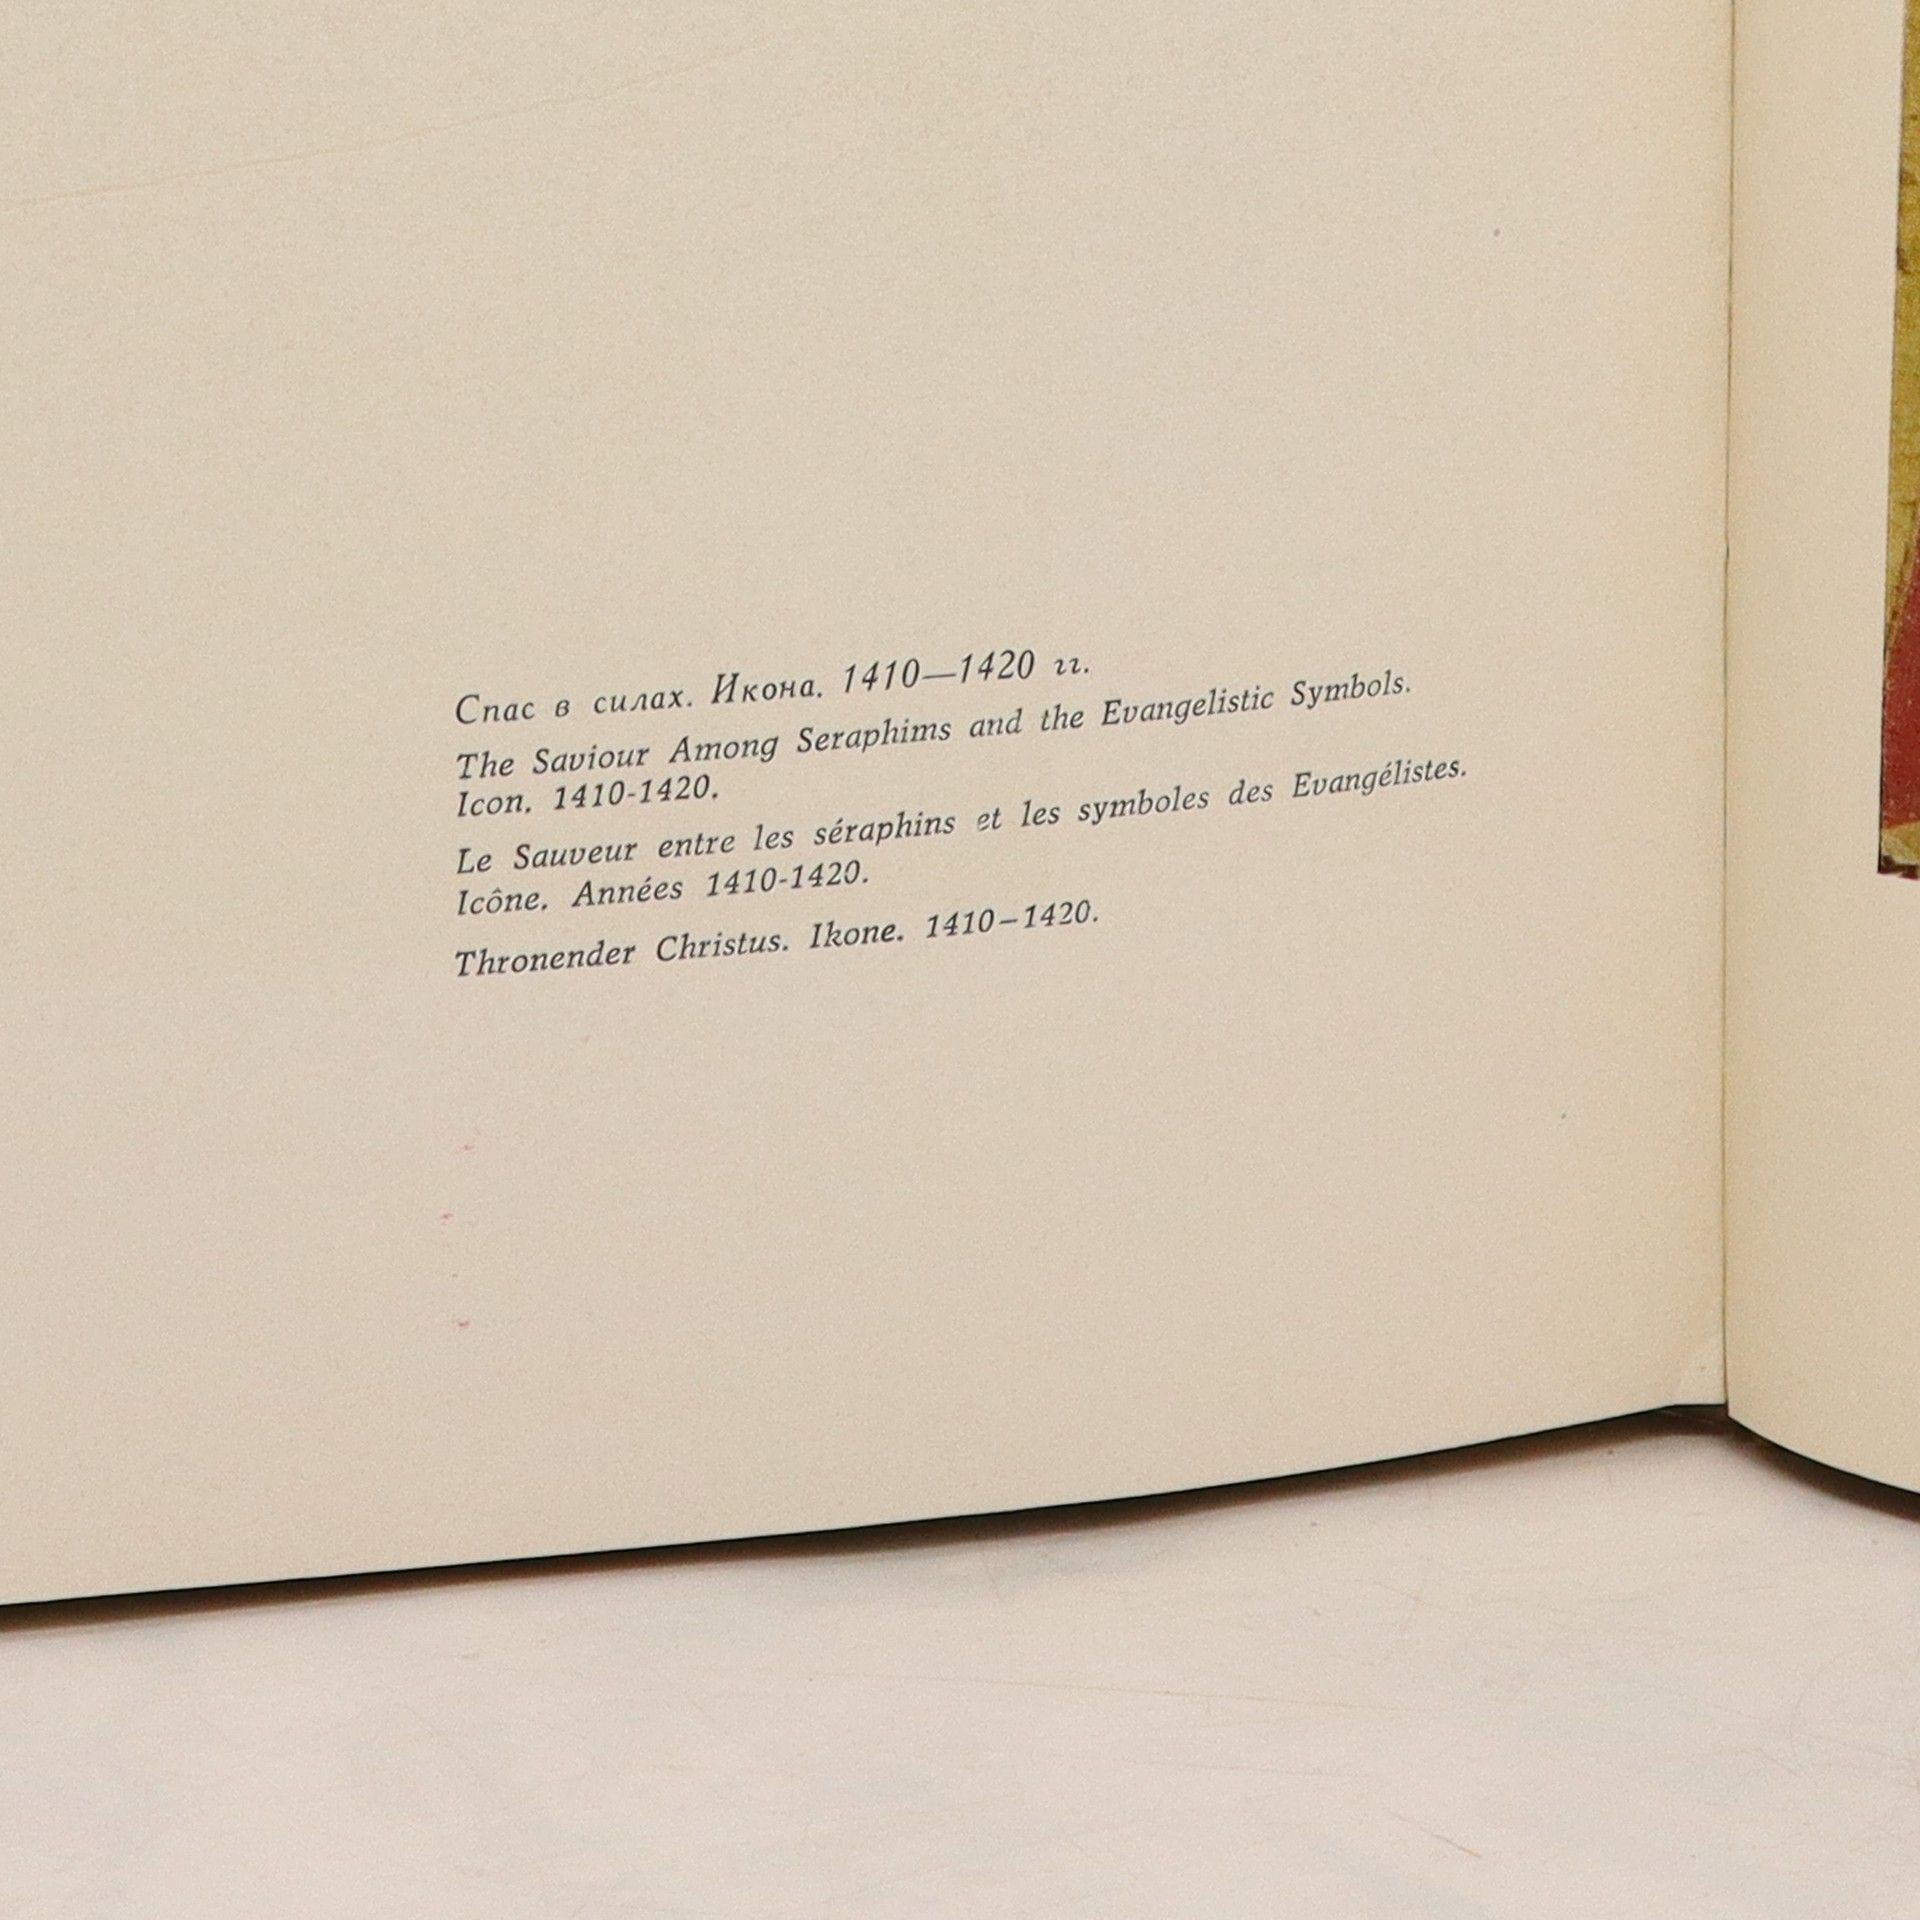 Спас в силах. Икона. 1410—1420 гг.
The Saviour Among Seraphims and the Evangelistic Symbols.
Icon. 1410-1420.
Le Sauveur entre les séraphins et les symboles des Evangélistes.
Icône. Années 1410-1420.
Thronender Christus. Ikone. 1410–1420.